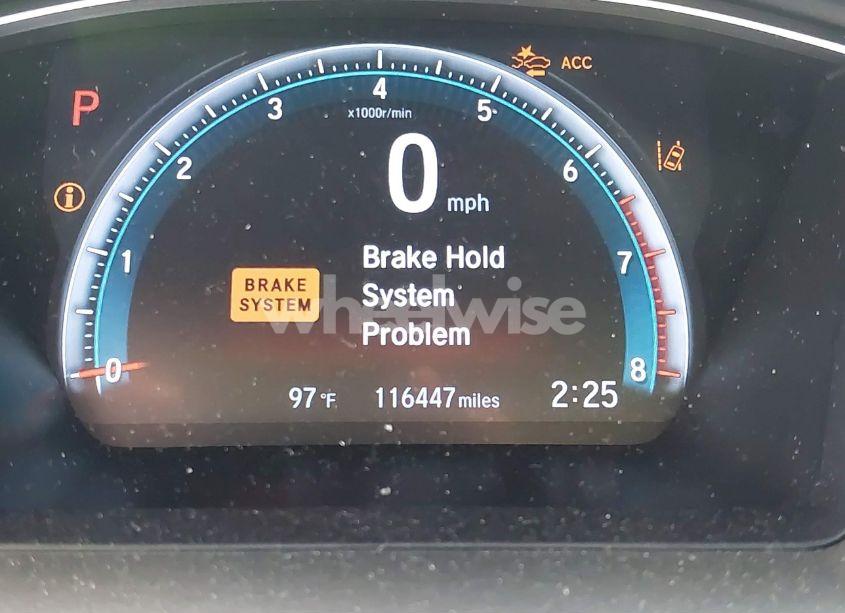 ACC
P
4
3
5
x1000r/min
2
6
0 mph
i
Brake Hold
1
7
BRAKE
SYSTEM
System
wheelwise
Problem
0
8
97 °F
116447 miles
2:25